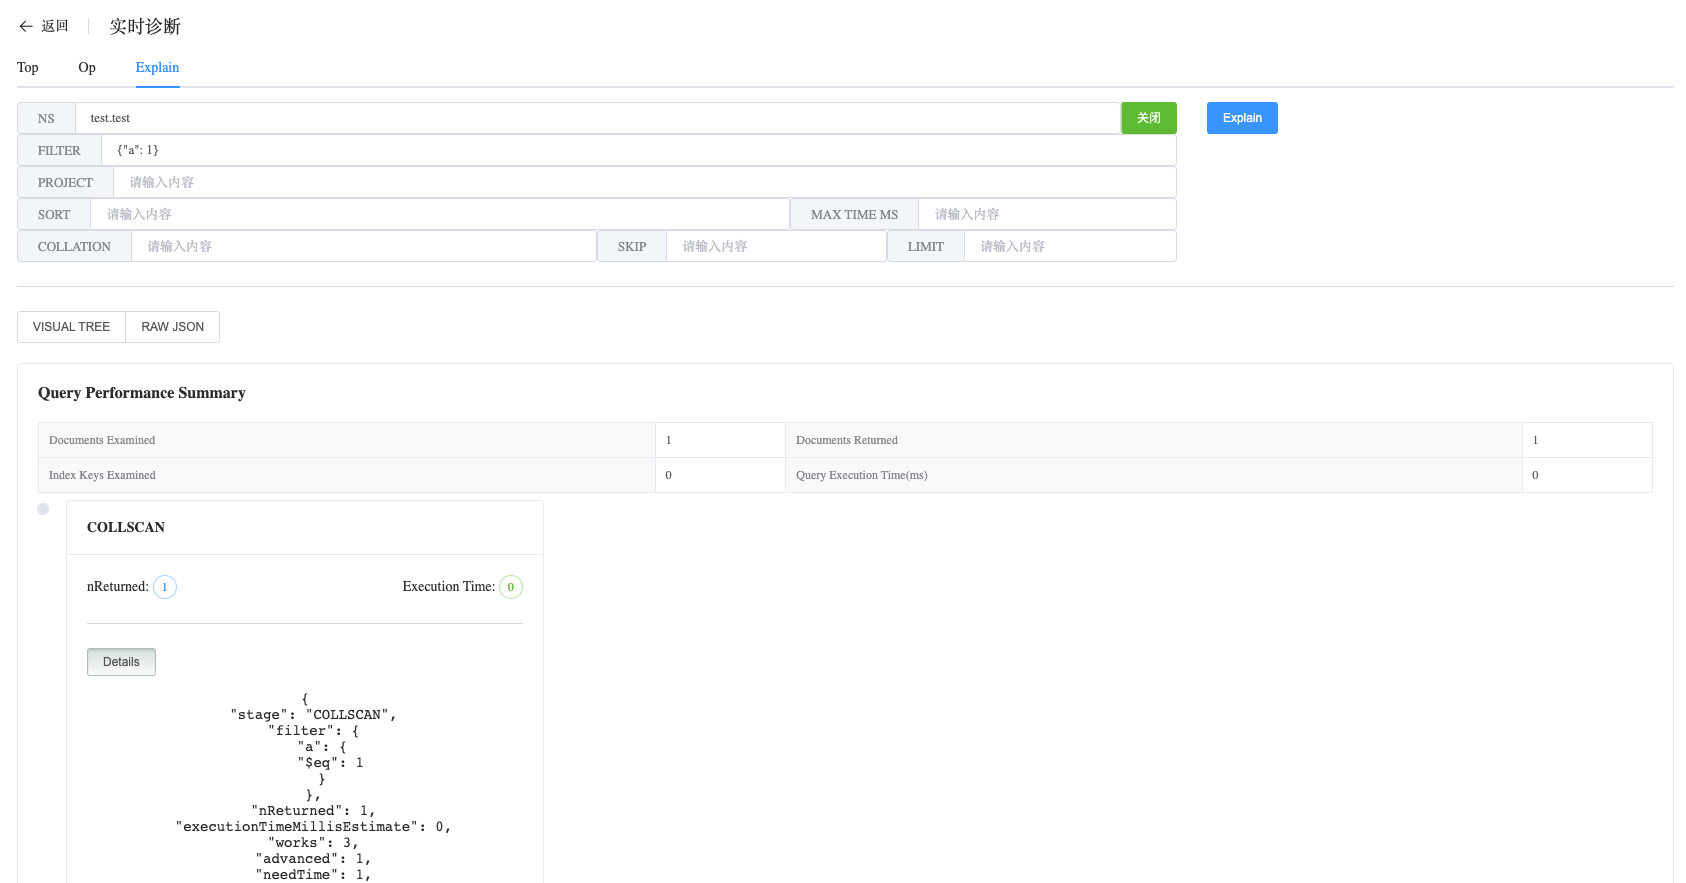 返回 实时诊断
Top Op Explain
NS test.test 关闭 Explain
FILTER {"a": 1}
PROJECT 请输入内容
SORT 请输入内容 MAX TIME MS 请输入内容
COLLATION 请输入内容 SKIP 请输入内容 LIMIT 请输入内容
VISUAL TREE RAW JSON
Query Performance Summary
Documents Examined 1 Documents Returned 1
Index Keys Examined 0 Query Execution Time(ms) 0
COLLSCAN
nReturned: 1 Execution Time: 0
Details
{
"stage": "COLLSCAN",
"filter": {
"a": {
"$eq": 1
}
},
"nReturned": 1,
"executionTimeMillisEstimate": 0,
"works": 3,
"advanced": 1,
"needTime": 1,